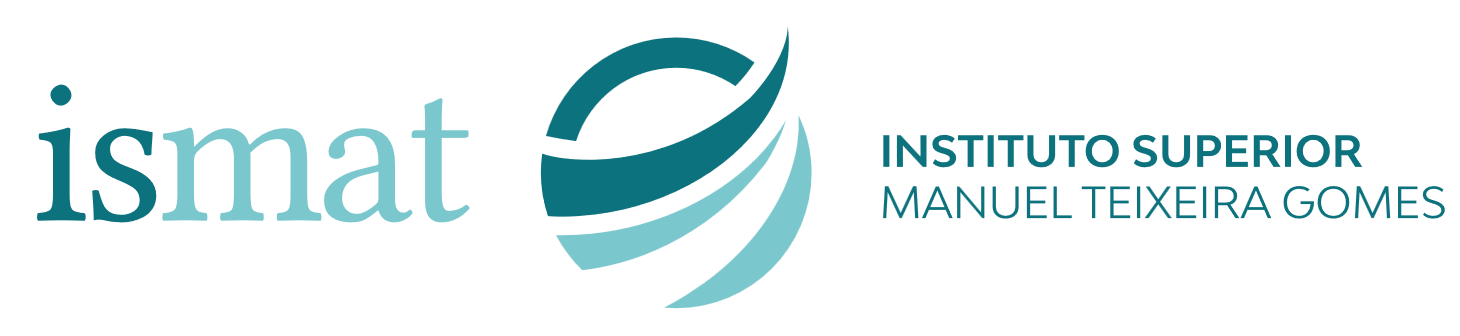 ismat
INSTITUTO SUPERIOR
MANUEL TEIXEIRA GOMES